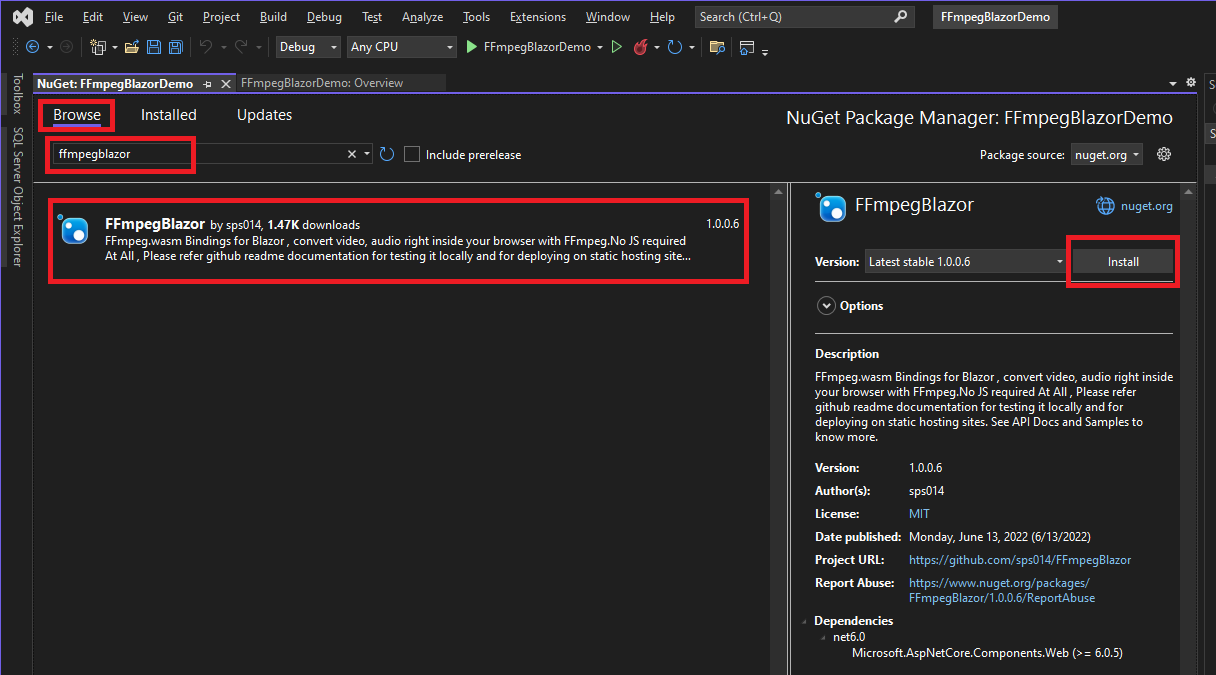 File Edit View Git Project Build Debug Test Analyze Tools Extensions Window Help Search (Ctrl+Q) FFmpegBlazorDemo
Debug Any CPU FFmpegBlazorDemo
NuGet: FFmpegBlazorDemo FFmpegBlazorDemo: Overview
Toolbox
SQL Server Object Explorer
Browse Installed Updates
NuGet Package Manager: FFmpegBlazorDemo
ffmpegblazor Include prerelease
Package source: nuget.org
FFmpegBlazor by sps014, 1.47K downloads 1.0.0.6
FFmpeg.wasm Bindings for Blazor , convert video, audio right inside your browser with FFmpeg.No JS required
At All , Please refer github readme documentation for testing it locally and for deploying on static hosting site...
FFmpegBlazor nuget.org
Version: Latest stable 1.0.0.6 Install
Options
Description
FFmpeg.wasm Bindings for Blazor , convert video, audio right inside
your browser with FFmpeg.No JS required At All , Please refer
github readme documentation for testing it locally and for
deploying on static hosting sites. See API Docs and Samples to
know more.
Version: 1.0.0.6
Author(s): sps014
License: MIT
Date published: Monday, June 13, 2022 (6/13/2022)
Project URL: https://github.com/sps014/FFmpegBlazor
Report Abuse: https://www.nuget.org/packages/
FFmpegBlazor/1.0.0.6/ReportAbuse
Dependencies
net6.0
Microsoft.AspNetCore.Components.Web (>= 6.0.5)